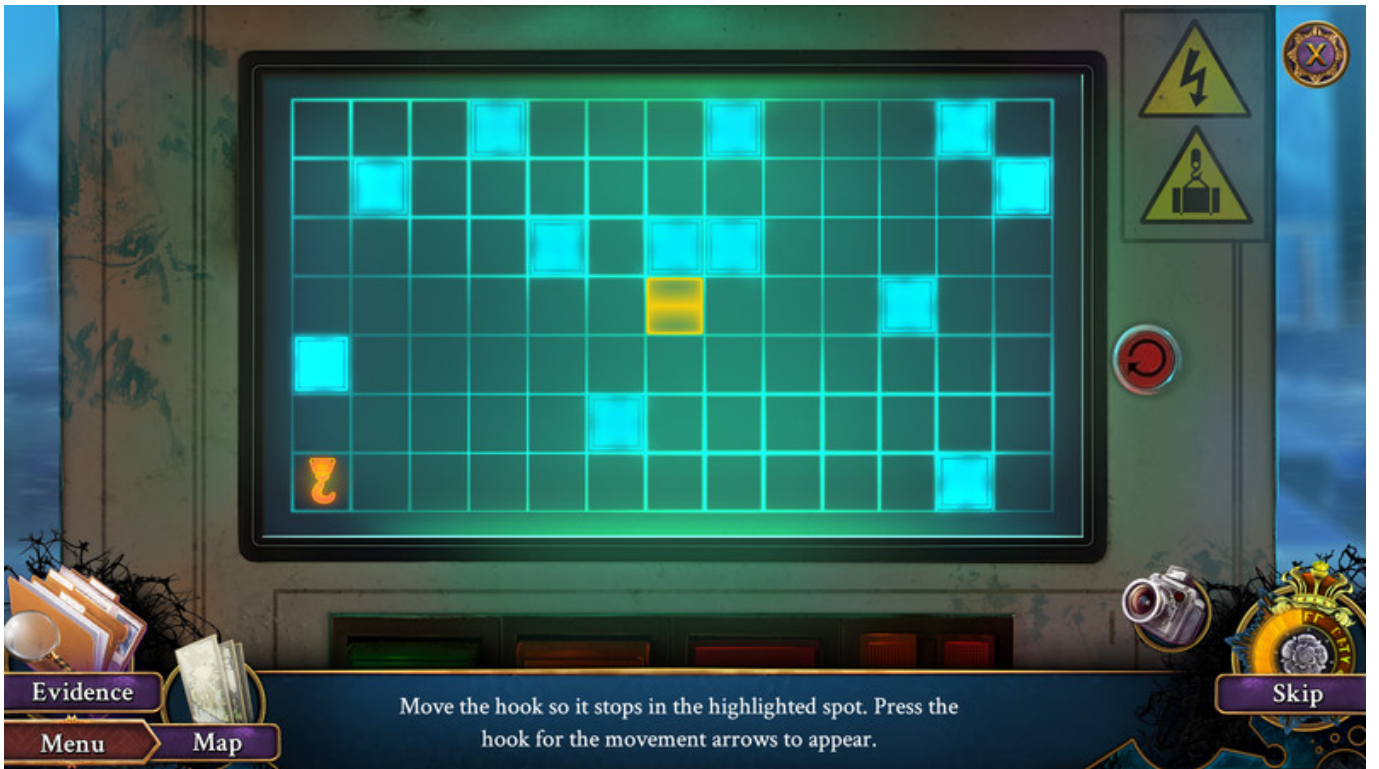 X
Evidence
Menu
Map
Move the hook so it stops in the highlighted spot. Press the
hook for the movement arrows to appear.
Skip